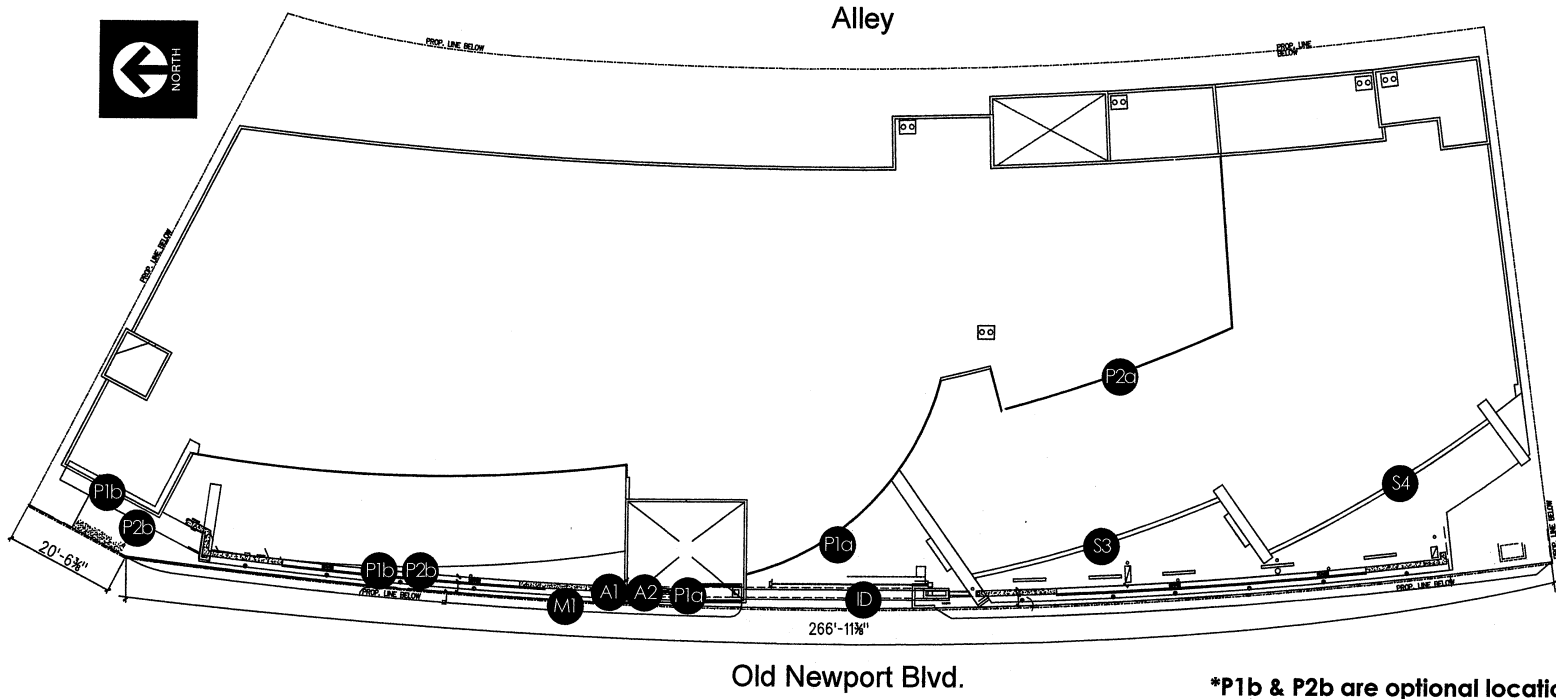 Alley
NORTH
PROP. LINE BELOW
PROP. LINE
BELOW
PROP. LINE BELOW
P2a
P1b
P2b
S4
P1a
S3
P1b
P2b
20'-6⅜"
A1
A2
P1a
M1
ID
PROP. LINE BELOW
PROP. LINE BELOW
PROP. LINE BELOW
266'-11⅜"
Old Newport Blvd.
*P1b & P2b are optional locatio